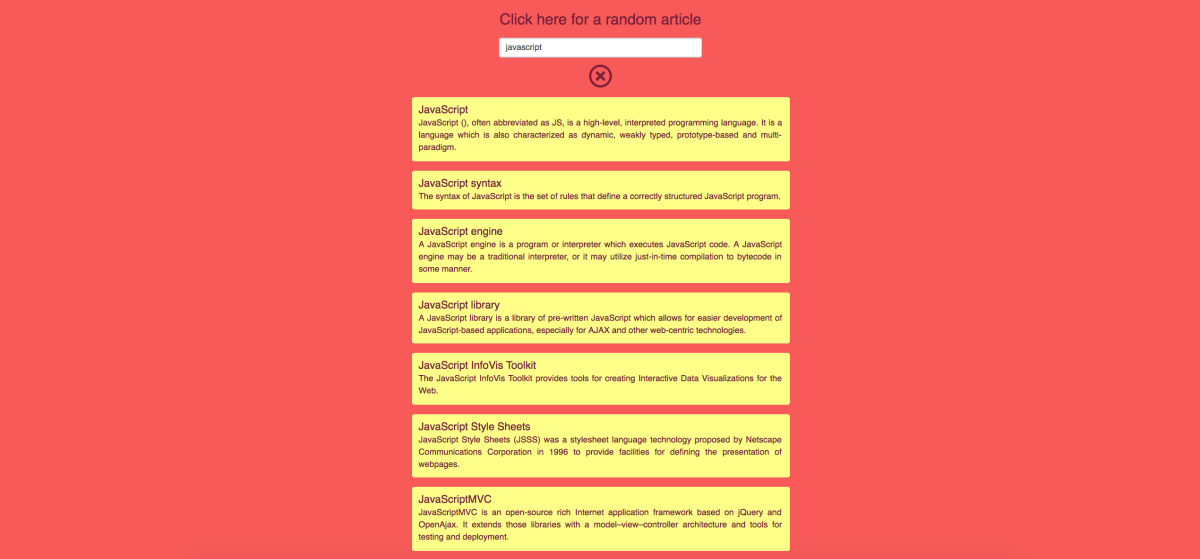 Click here for a random article
javascript
JavaScript
JavaScript (), often abbreviated as JS, is a high-level, interpreted programming language. It is a
language which is also characterized as dynamic, weakly typed, prototype-based and multi-
paradigm.
JavaScript syntax
The syntax of JavaScript is the set of rules that define a correctly structured JavaScript program.
JavaScript engine
A JavaScript engine is a program or interpreter which executes JavaScript code. A JavaScript
engine may be a traditional interpreter, or it may utilize just-in-time compilation to bytecode in
some manner.
JavaScript library
A JavaScript library is a library of pre-written JavaScript which allows for easier development of
JavaScript-based applications, especially for AJAX and other web-centric technologies.
JavaScript InfoVis Toolkit
The JavaScript InfoVis Toolkit provides tools for creating Interactive Data Visualizations for the
Web.
JavaScript Style Sheets
JavaScript Style Sheets (JSSS) was a stylesheet language technology proposed by Netscape
Communications Corporation in 1996 to provide facilities for defining the presentation of
webpages.
JavaScriptMVC
JavaScriptMVC is an open-source rich Internet application framework based on jQuery and
OpenAjax. It extends those libraries with a model–view–controller architecture and tools for
testing and deployment.